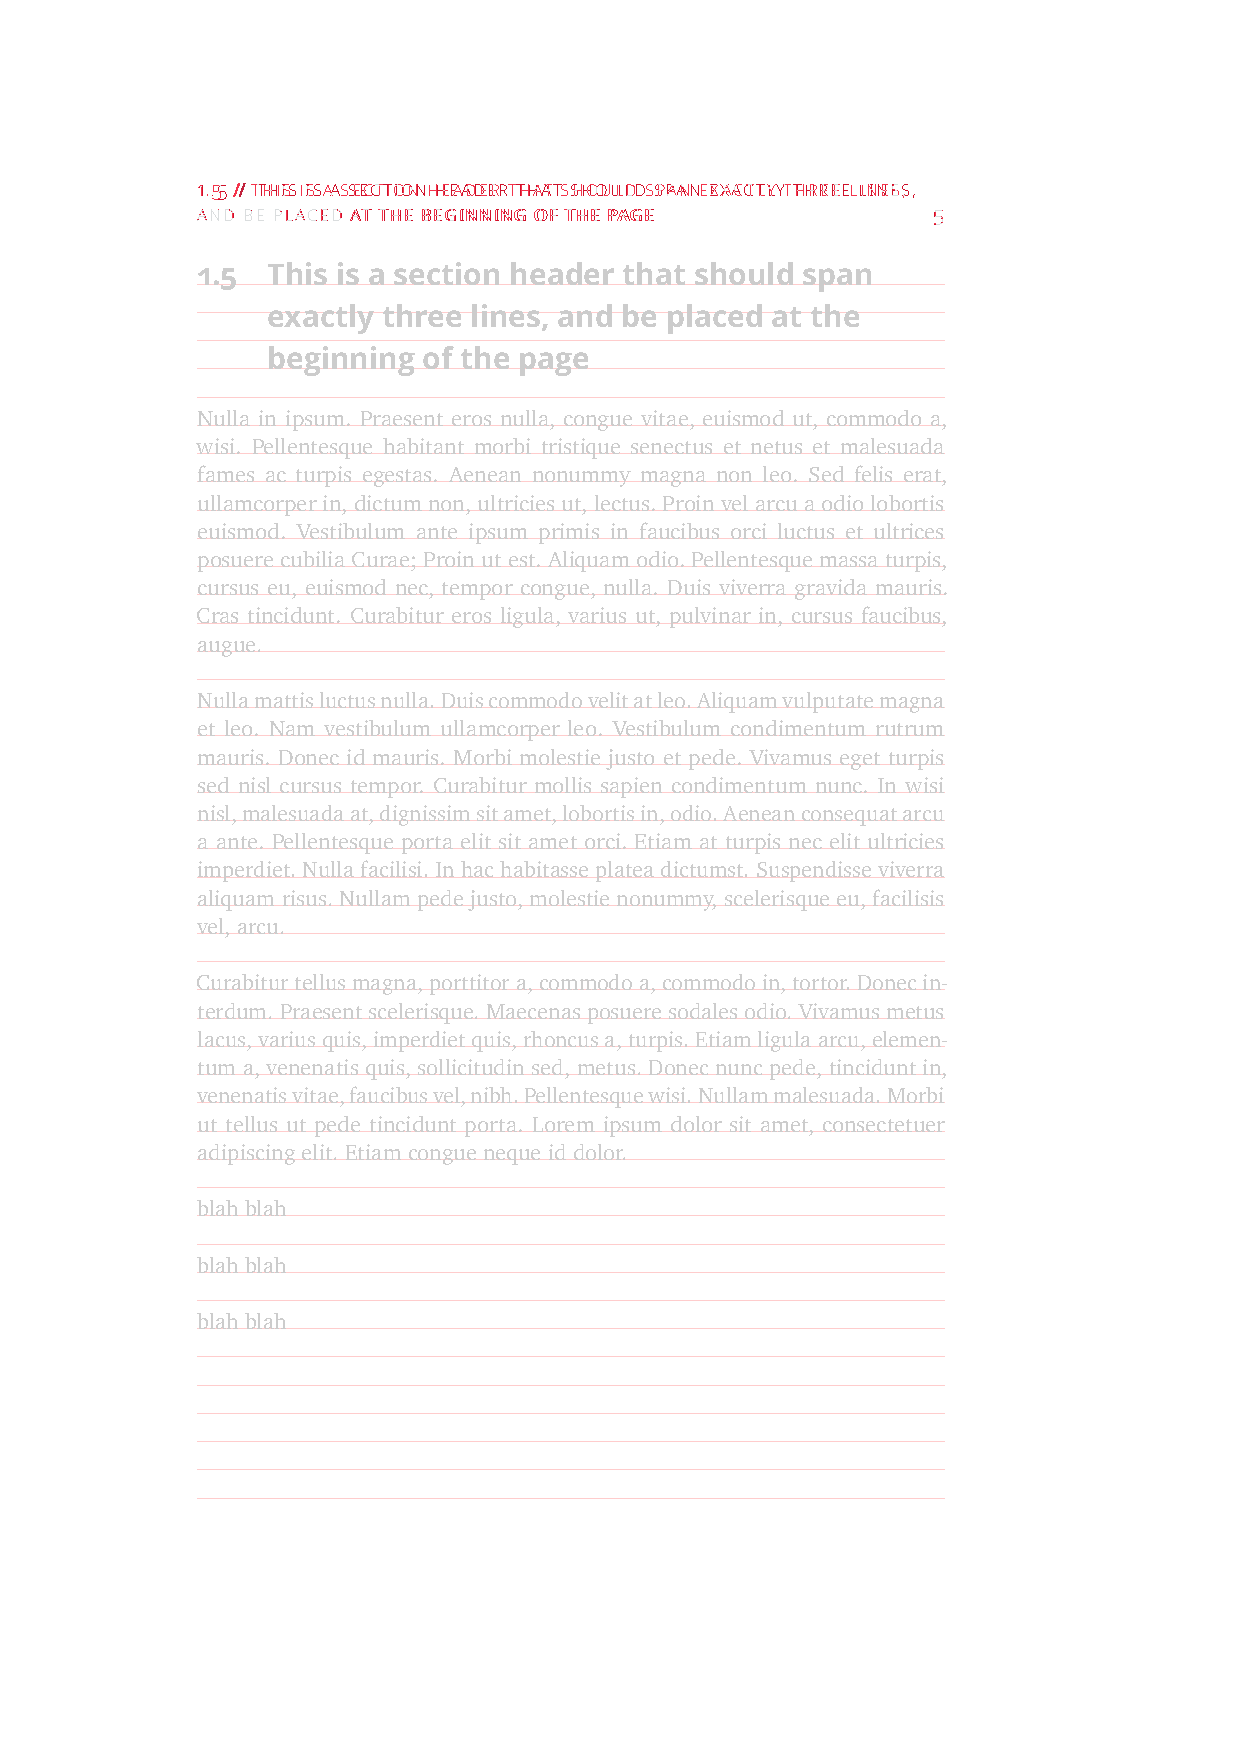 1.5 // THIS IS A SECTION HEADER THAT SHOULD SPAN EXACTLY THREE LINES,
AND BE PLACED AT THE BEGINNING OF THE PAGE 5
1.5 This is a section header that should span
exactly three lines, and be placed at the
beginning of the page
Nulla in ipsum. Praesent eros nulla, congue vitae, euismod ut, commodo a,
wisi. Pellentesque habitant morbi tristique senectus et netus et malesuada
fames ac turpis egestas. Aenean nonummy magna non leo. Sed felis erat,
ullamcorper in, dictum non, ultricies ut, lectus. Proin vel arcu a odio lobortis
euismod. Vestibulum ante ipsum primis in faucibus orci luctus et ultrices
posuere cubilia Curae; Proin ut est. Aliquam odio. Pellentesque massa turpis,
cursus eu, euismod nec, tempor congue, nulla. Duis viverra gravida mauris.
Cras tincidunt. Curabitur eros ligula, varius ut, pulvinar in, cursus faucibus,
augue.
Nulla mattis luctus nulla. Duis commodo velit at leo. Aliquam vulputate magna
et leo. Nam vestibulum ullamcorper leo. Vestibulum condimentum rutrum
mauris. Donec id mauris. Morbi molestie justo et pede. Vivamus eget turpis
sed nisl cursus tempor. Curabitur mollis sapien condimentum nunc. In wisi
nisl, malesuada at, dignissim sit amet, lobortis in, odio. Aenean consequat arcu
a ante. Pellentesque porta elit sit amet orci. Etiam at turpis nec elit ultricies
imperdiet. Nulla facilisi. In hac habitasse platea dictumst. Suspendisse viverra
aliquam risus. Nullam pede justo, molestie nonummy, scelerisque eu, facilisis
vel, arcu.
Curabitur tellus magna, porttitor a, commodo a, commodo in, tortor. Donec in-
terdum. Praesent scelerisque. Maecenas posuere sodales odio. Vivamus metus
lacus, varius quis, imperdiet quis, rhoncus a, turpis. Etiam ligula arcu, elemen-
tum a, venenatis quis, sollicitudin sed, metus. Donec nunc pede, tincidunt in,
venenatis vitae, faucibus vel, nibh. Pellentesque wisi. Nullam malesuada. Morbi
ut tellus ut pede tincidunt porta. Lorem ipsum dolor sit amet, consectetuer
adipiscing elit. Etiam congue neque id dolor.
blah blah
blah blah
blah blah